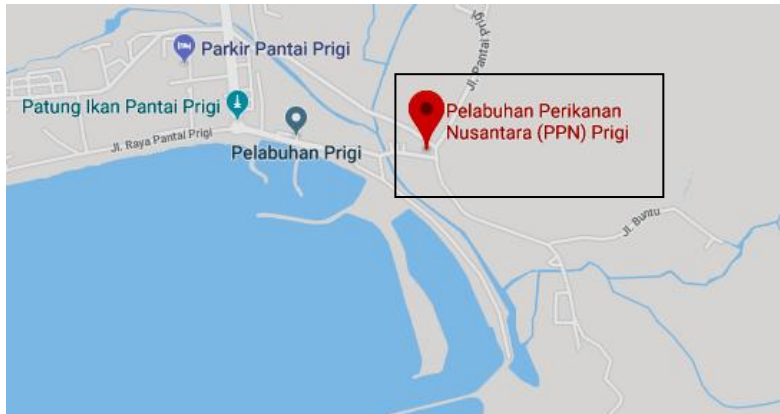 Parkir Pantai Prigi
Jl. Pantai prigi
Patung Ikan Pantai Prigi
Pelabuhan Perikanan
Nusantara (PPN) Prigi
Jl. Raya Pantai Prigi
Pelabuhan Prigi
Jl. Buntu